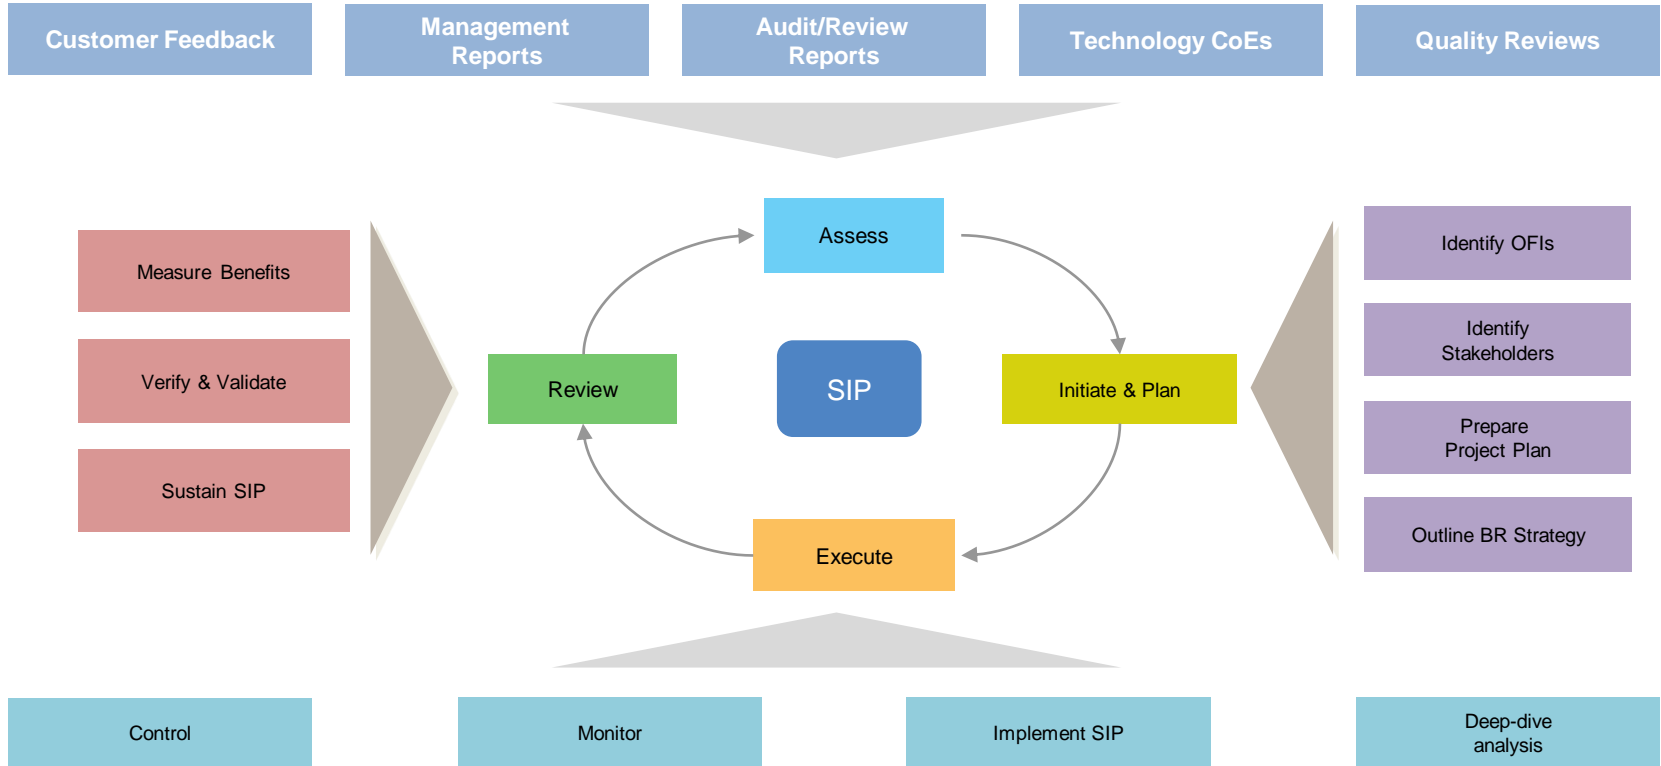 Customer Feedback
Management
Reports
Audit/Review
Reports
Technology CoEs
Quality Reviews
Assess
Measure Benefits
Verify & Validate
Sustain SIP
Review
SIP
Initiate & Plan
Execute
Identify OFIs
Identify
Stakeholders
Prepare
Project Plan
Outline BR Strategy
Control
Monitor
Implement SIP
Deep-dive
analysis